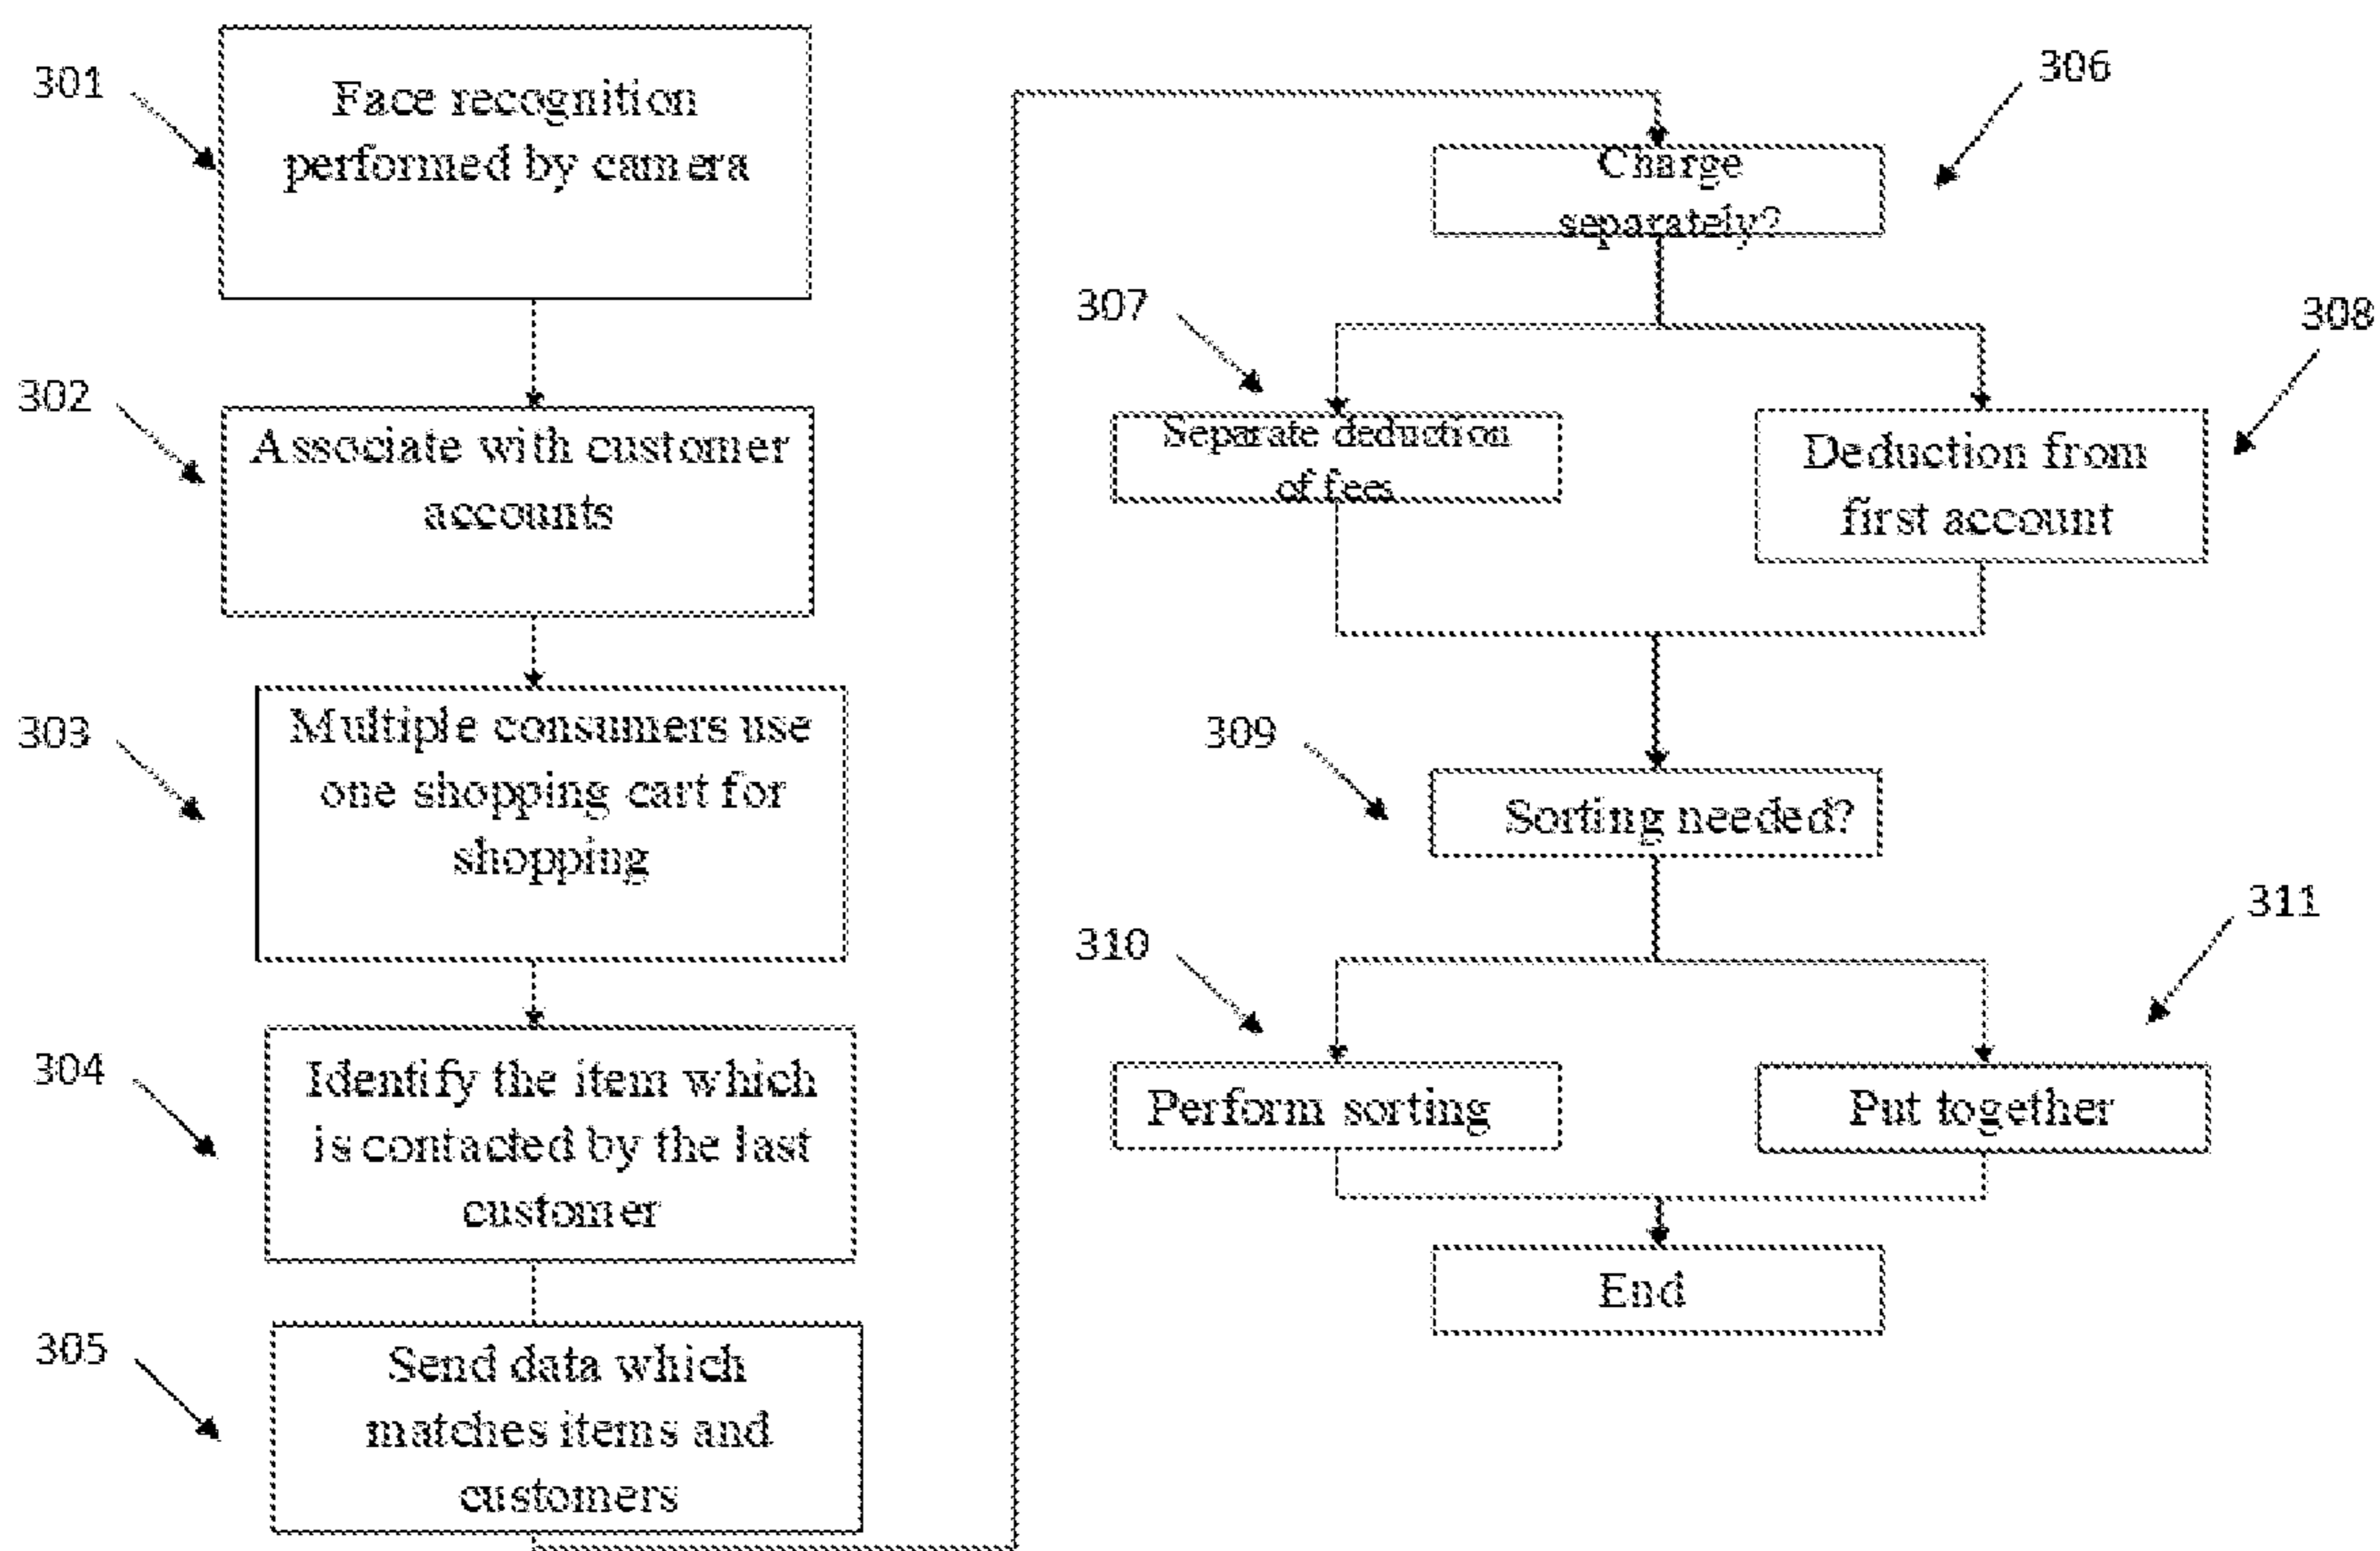 301
Face recognition
performed by camera
302
Associate with customer
accounts
303
Multiple consumers use
one shopping cart for
shopping
304
Identify the item which
is contacted by the last
customer
305
Send data which
matches items and
customers
306
Charge
separately?
307
Separate deduction
of fees
308
Deduction from
first account
309
Sorting needed?
310
Perform sorting
311
Put together
End